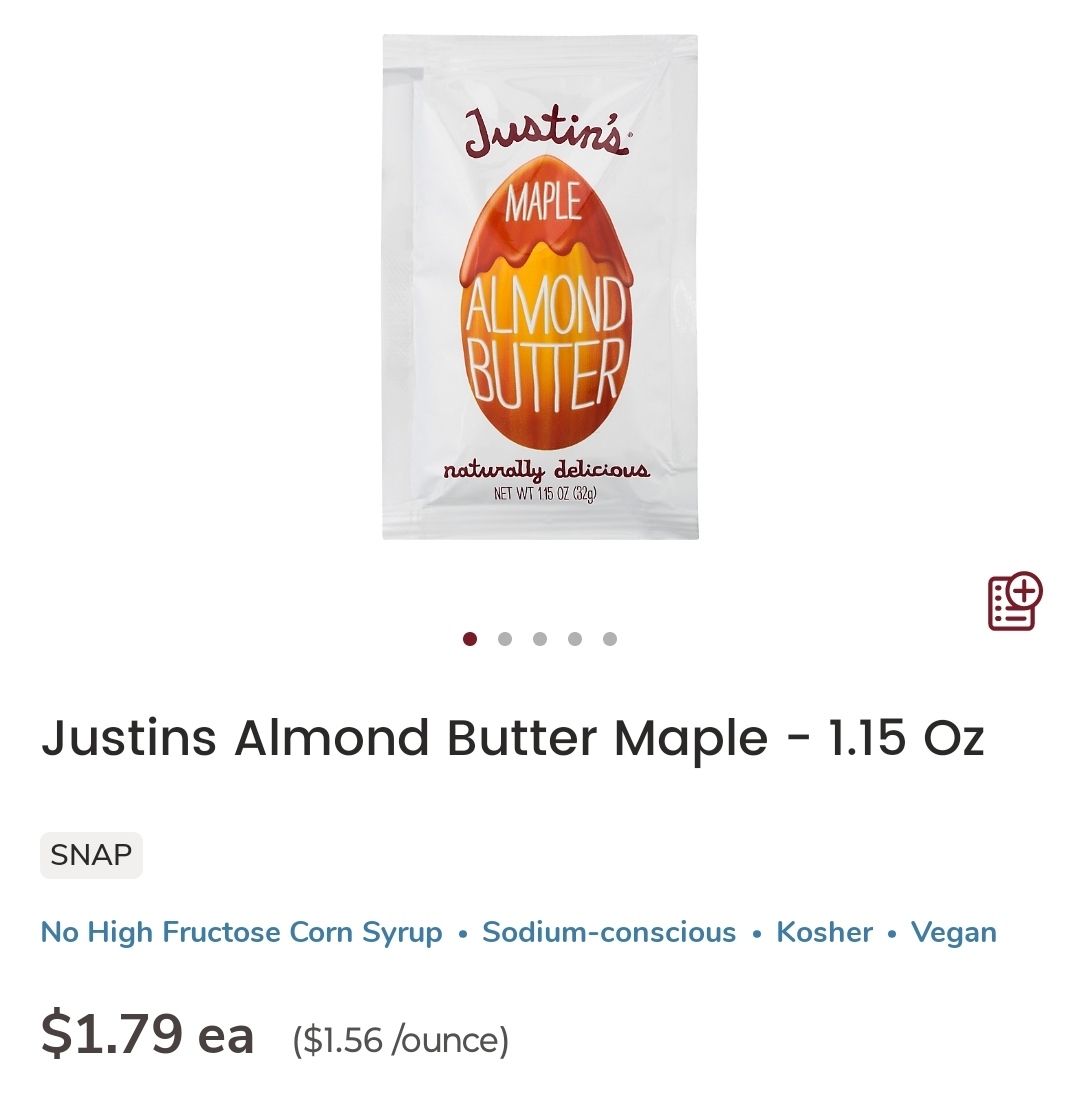 Justin's®
MAPLE
ALMOND
BUTTER
naturally delicious
NET WT 1.15 OZ (32g)
Justins Almond Butter Maple - 1.15 Oz
SNAP
No High Fructose Corn Syrup • Sodium-conscious • Kosher • Vegan
$1.79 ea ($1.56 /ounce)